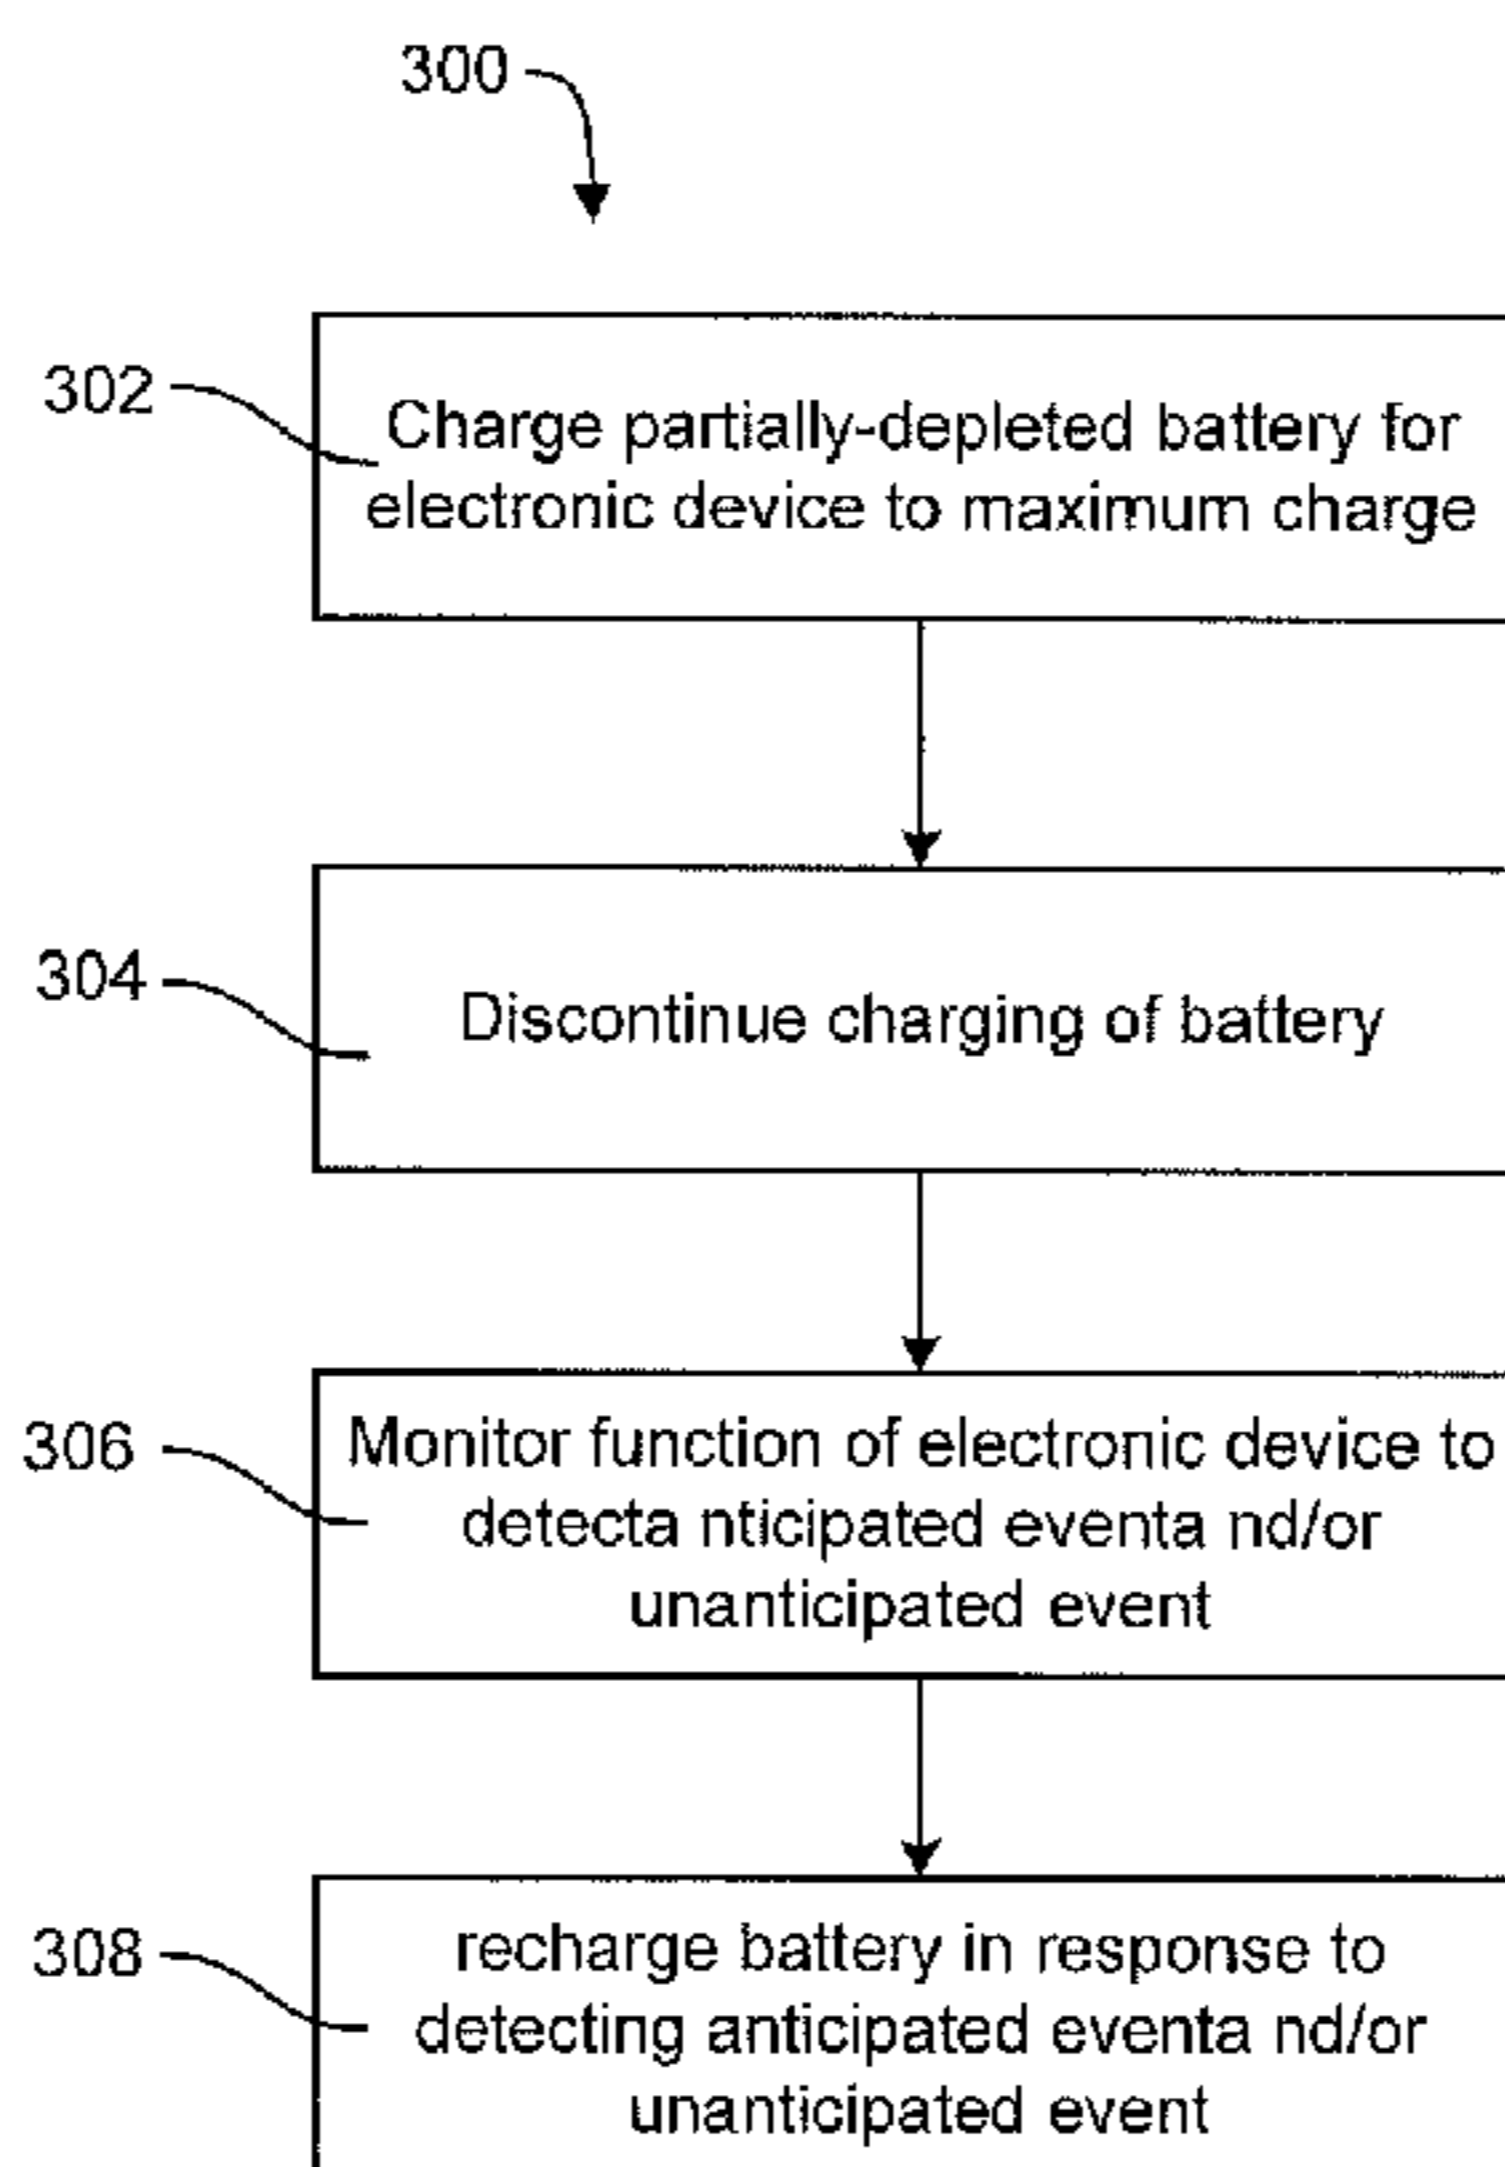 300
302
Charge partially-depleted battery for
electronic device to maximum charge
304
Discontinue charging of battery
306
Monitor function of electronic device to
detecta nticipated eventa nd/or
unanticipated event
308
recharge battery in response to
detecting anticipated eventa nd/or
unanticipated event